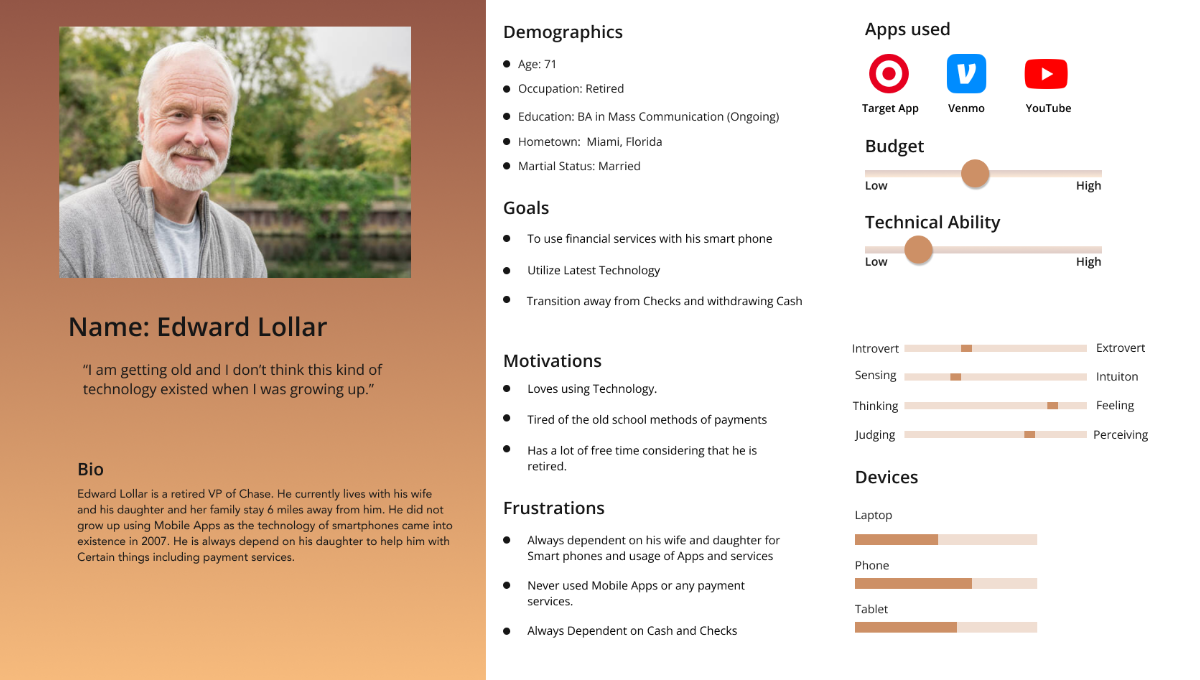 Name: Edward Lollar
“I am getting old and I don’t think this kind of
technology existed when I was growing up.”
Bio
Edward Lollar is a retired VP of Chase. He currently lives with his wife
and his daughter and her family stay 6 miles away from him. He did not
grow up using Mobile Apps as the technology of smartphones came into
existence in 2007. He is always depend on his daughter to help him with
Certain things including payment services.
Demographics
Age: 71
Occupation: Retired
Education: BA in Mass Communication (Ongoing)
Hometown:  Miami, Florida
Martial Status: Married
Goals
To use financial services with his smart phone
Utilize Latest Technology
Transition away from Checks and withdrawing Cash
Motivations
Loves using Technology.
Tired of the old school methods of payments
Has a lot of free time considering that he is
retired.
Frustrations
Always dependent on his wife and daughter for
Smart phones and usage of Apps and services
Never used Mobile Apps or any payment
services.
Always Dependent on Cash and Checks
Apps used
Target App Venmo YouTube
Budget
Low High
Technical Ability
Low High
Introvert Extrovert
Sensing Intuiton
Thinking Feeling
Judging Perceiving
Devices
Laptop
Phone
Tablet